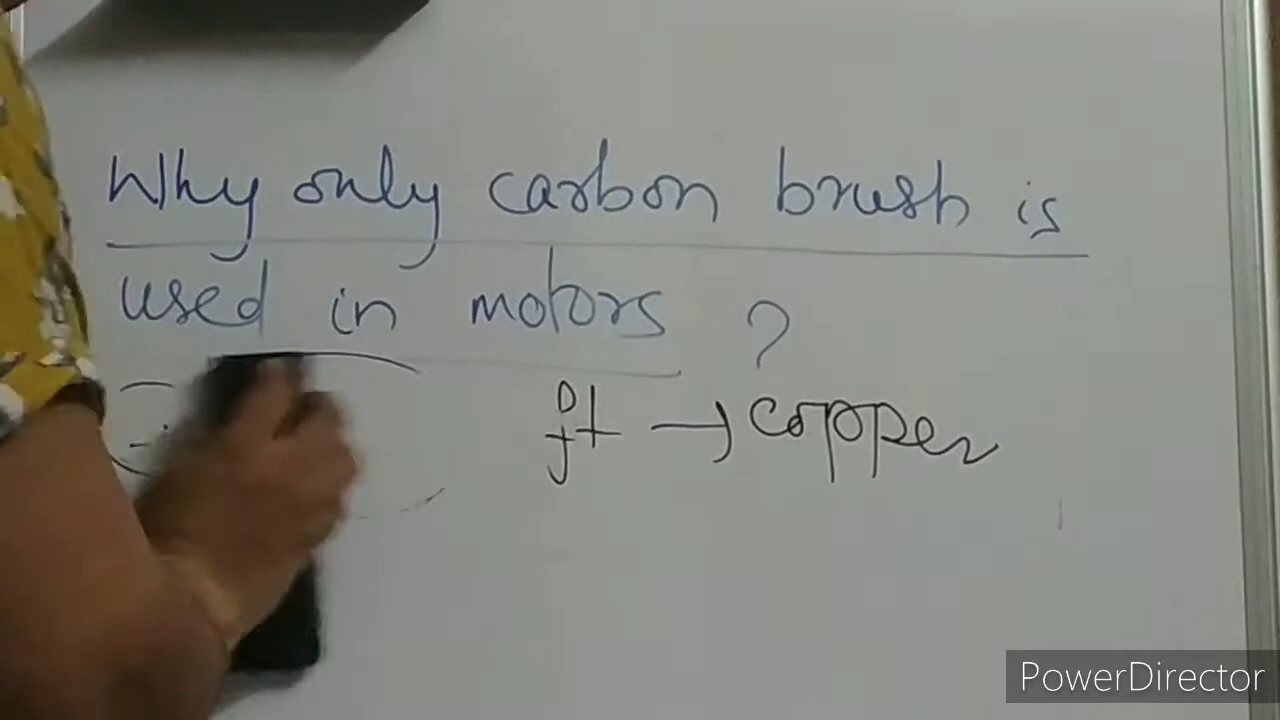 Why only carbon brush is
used in motors ?
→ copper
PowerDirector